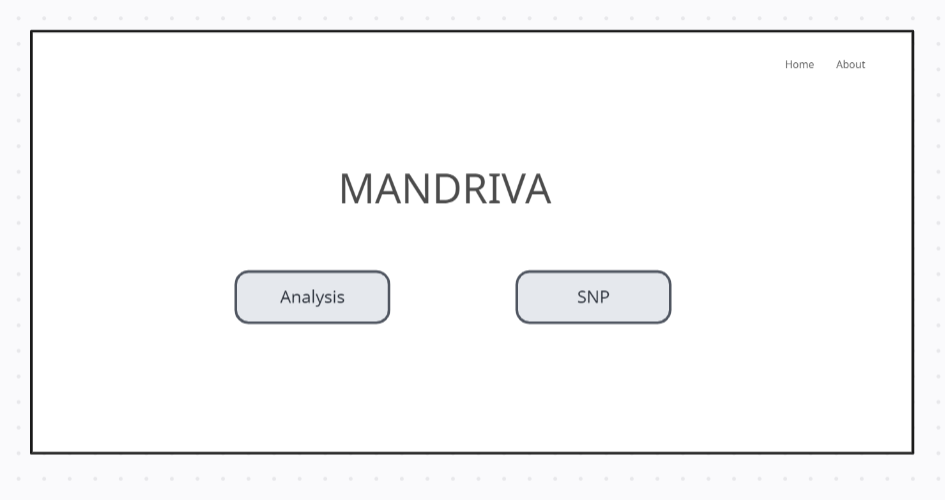 Home About
MANDRIVA
Analysis SNP